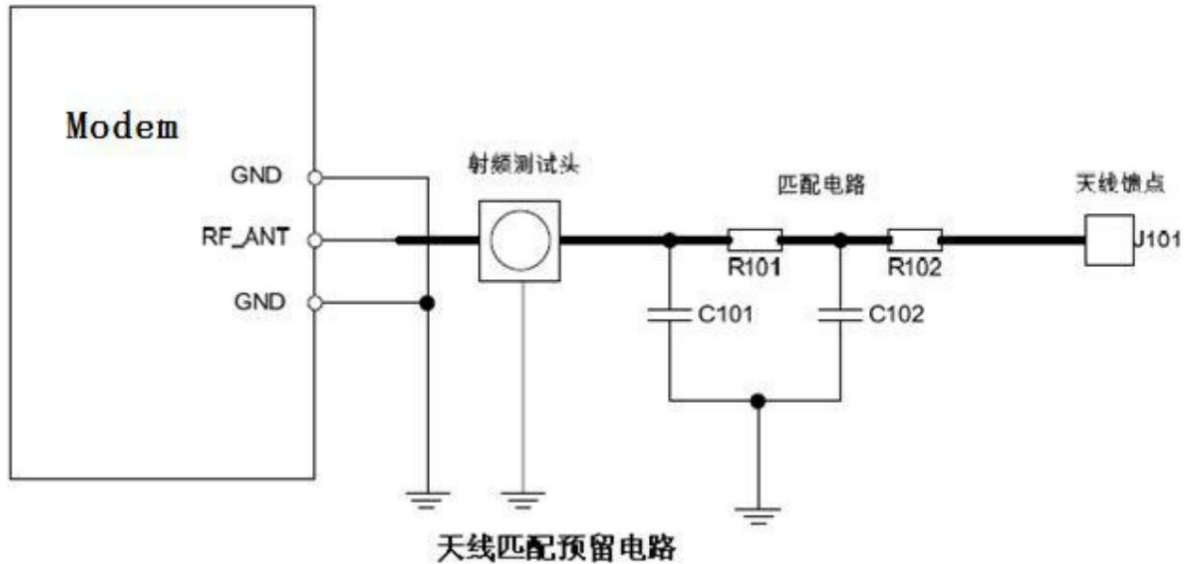 Modem
GND
RF_ANT
GND
射频测试头
匹配电路
天线馈点
R101
R102
J101
C101
C102
天线匹配预留电路